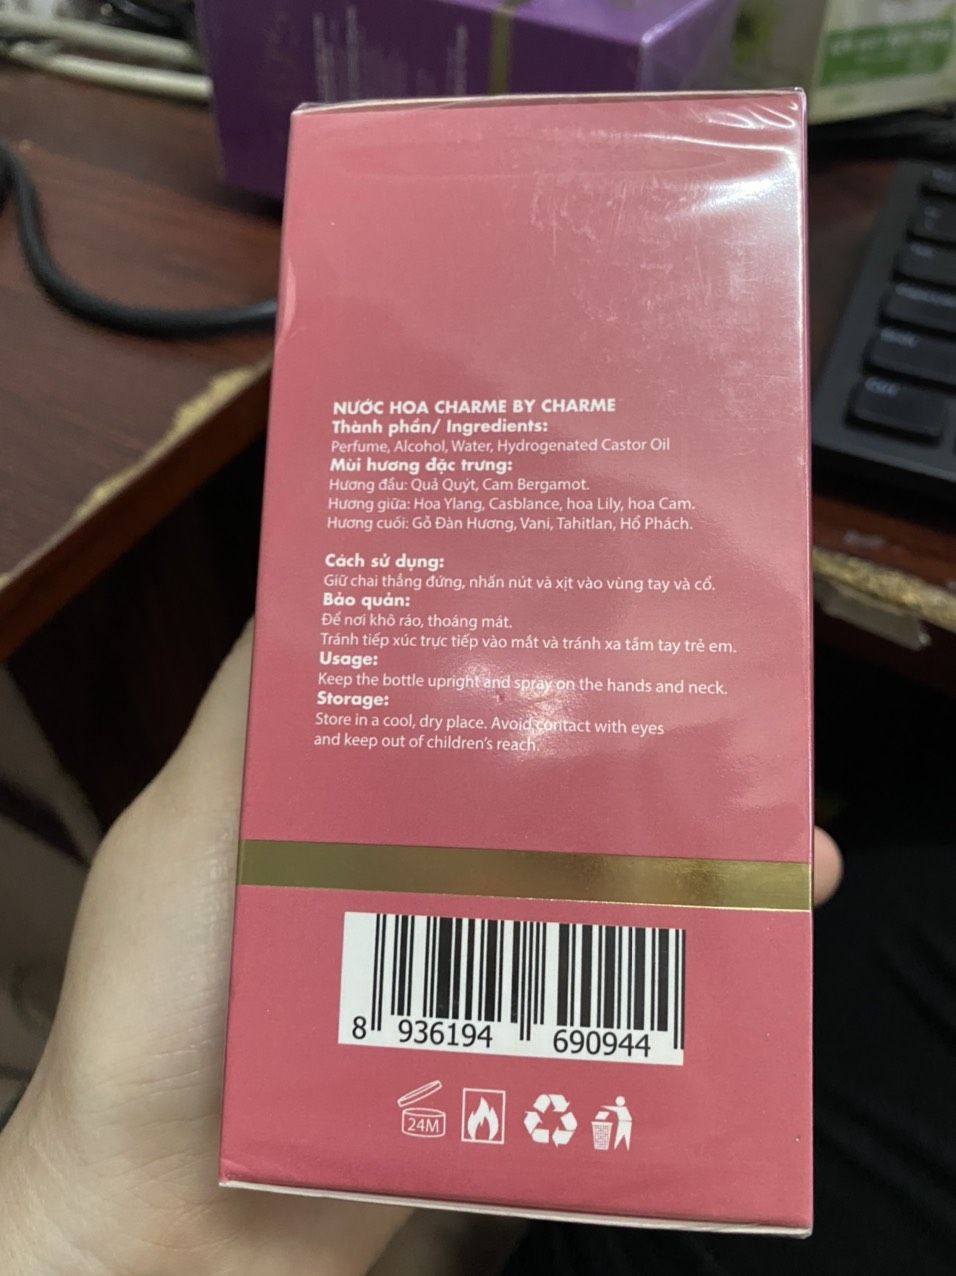 NƯỚC HOA CHARME BY CHARME
Thành phần/ Ingredients:
Perfume, Alcohol, Water, Hydrogenated Castor Oil
Mùi hương đặc trưng:
Hương đầu: Quả Quýt, Cam Bergamot.
Hương giữa: Hoa Ylang, Casblance, hoa Lily, hoa Cam.
Hương cuối: Gỗ Đàn Hương, Vani, Tahitlan, Hổ Phách.
Cách sử dụng:
Giữ chai thẳng đứng, nhấn nút và xịt vào vùng tay và cổ.
Bảo quản:
Để nơi khô ráo, thoáng mát.
Tránh tiếp xúc trực tiếp vào mắt và tránh xa tầm tay trẻ em.
Usage:
Keep the bottle upright and spray on the hands and neck.
Storage:
Store in a cool, dry place. Avoid contact with eyes
and keep out of children's reach.
8 936194 690944
24M